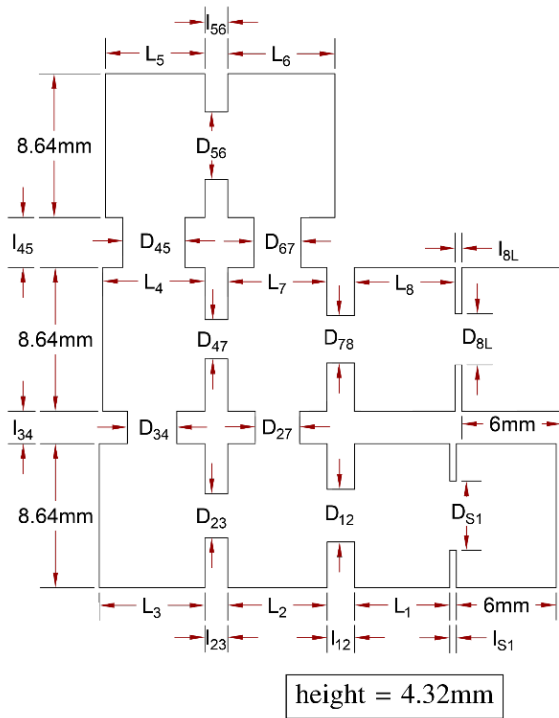 l56
L5 L6
8.64mm
D56
l45 D45 D67 l8L
L4 L7 L8
8.64mm
D47 D78 D8L
l34 D34 D27
6mm
8.64mm
D23 D12 DS1
L3 L2 L1 6mm
l23 l12 lS1
height = 4.32mm